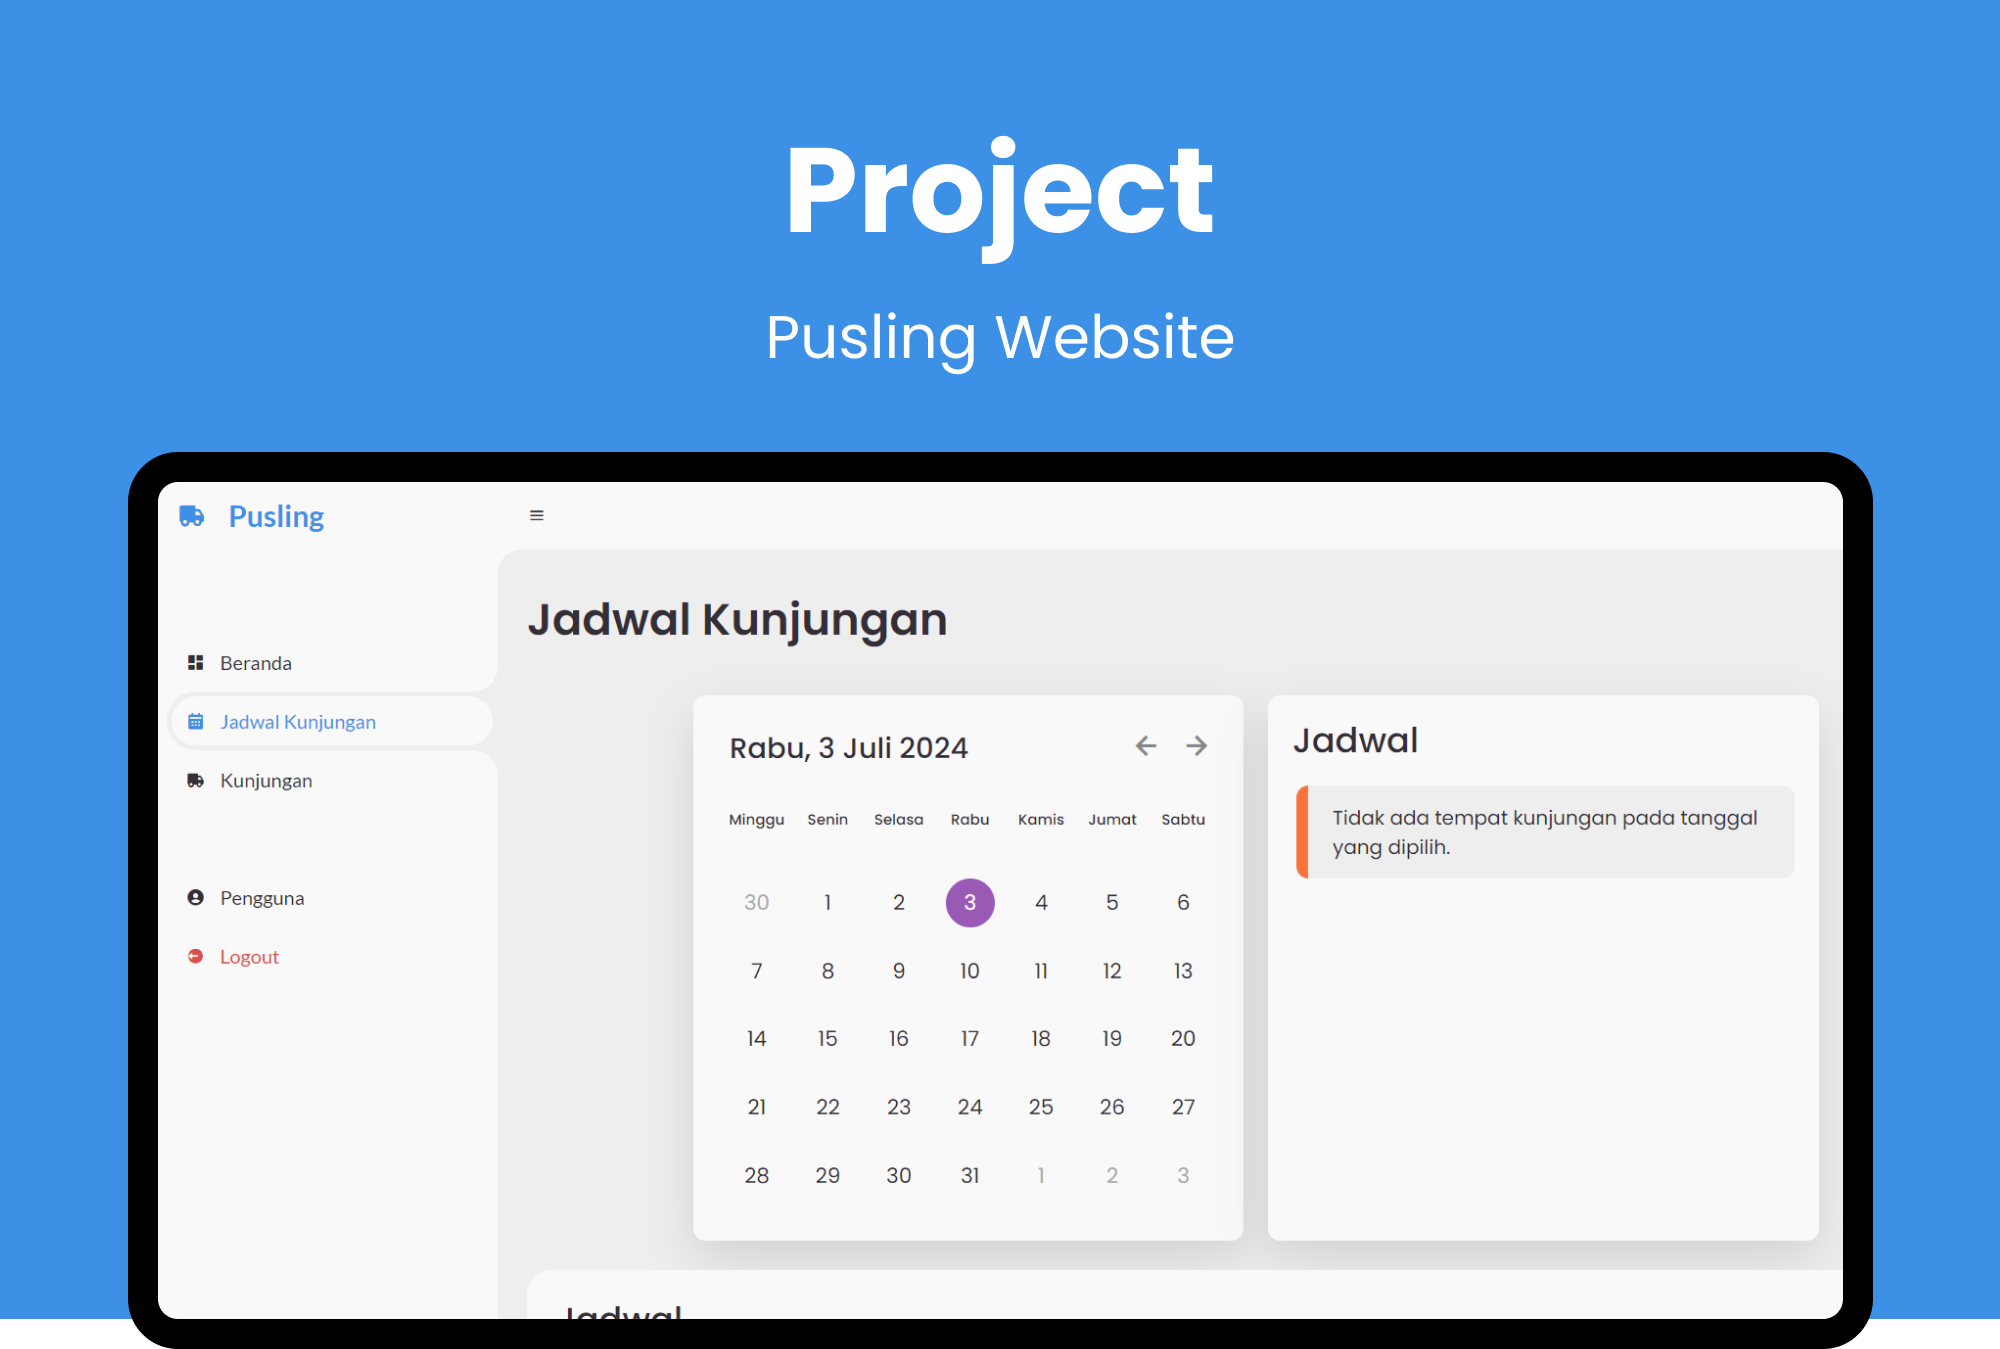 Project
Pusling Website
Pusling
Beranda
Jadwal Kunjungan
Kunjungan
Pengguna
Logout
Jadwal Kunjungan
Rabu, 3 Juli 2024
Minggu Senin Selasa Rabu Kamis Jumat Sabtu
30 1 2 3 4 5 6
7 8 9 10 11 12 13
14 15 16 17 18 19 20
21 22 23 24 25 26 27
28 29 30 31 1 2 3
Jadwal
Tidak ada tempat kunjungan pada tanggal
yang dipilih.
Jadwal